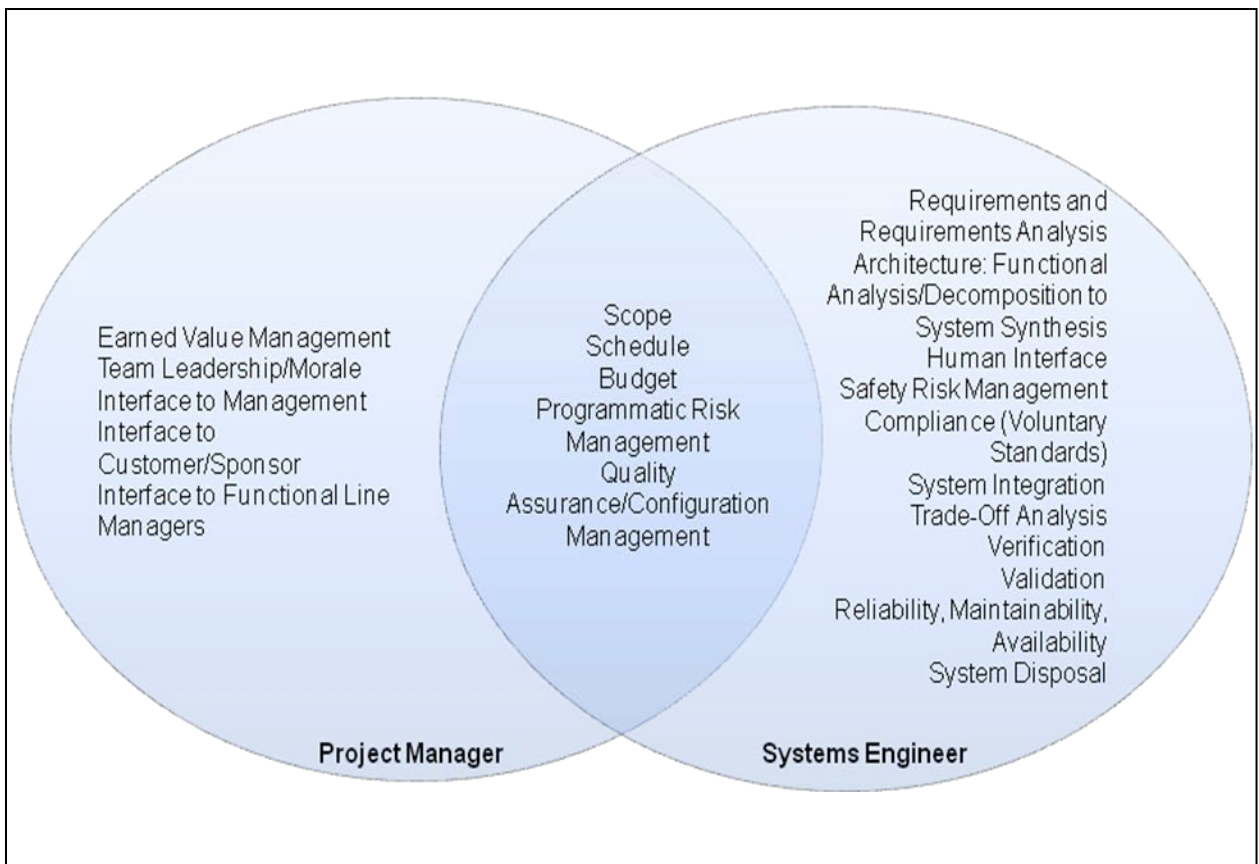 Earned Value Management
Team Leadership/Morale
Interface to Management
Interface to
Customer/Sponsor
Interface to Functional Line
Managers
Scope
Schedule
Budget
Programmatic Risk
Management
Quality
Assurance/Configuration
Management
Requirements and
Requirements Analysis
Architecture: Functional
Analysis/Decomposition to
System Synthesis
Human Interface
Safety Risk Management
Compliance (Voluntary
Standards)
System Integration
Trade-Off Analysis
Verification
Validation
Reliability, Maintainability,
Availability
System Disposal
Project Manager
Systems Engineer